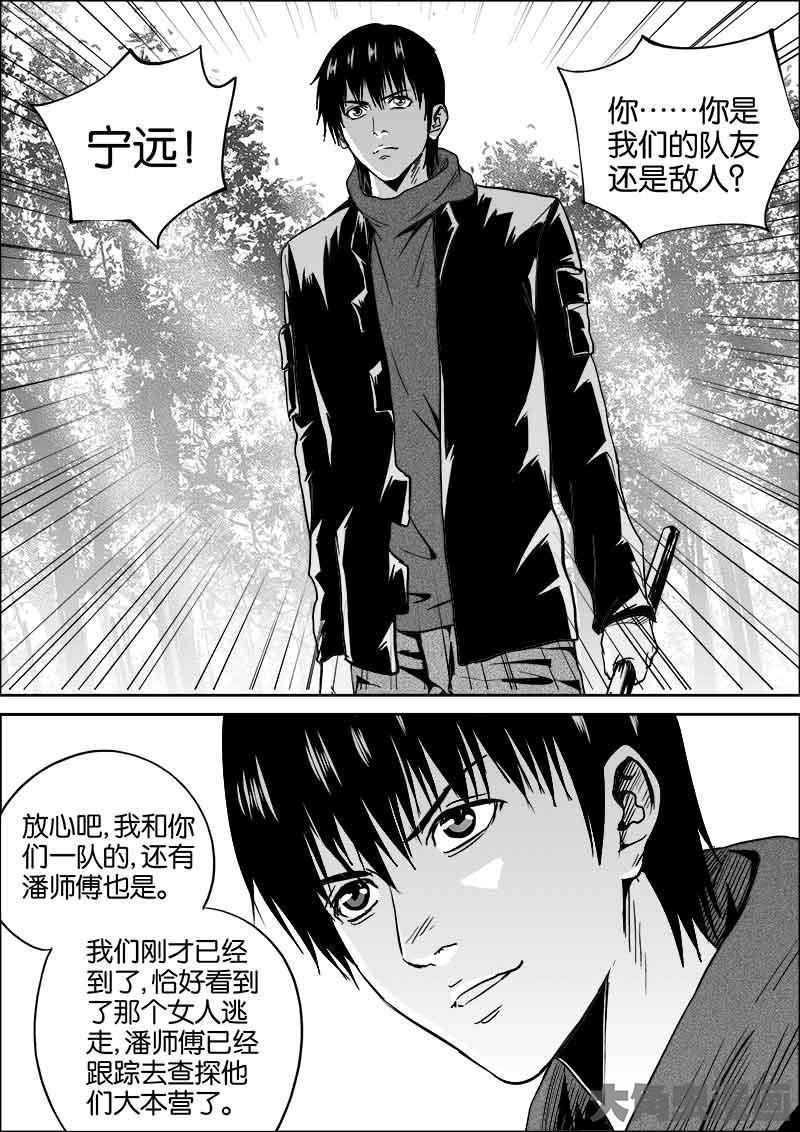 宁远！
你……你是
我们的队友
还是敌人？
放心吧，我和你
们一队的，还有
潘师傅也是。
我们刚才已经
到了，恰好看到
了那个女人逃
走，潘师傅已经
跟踪去查探他
们大本营了。